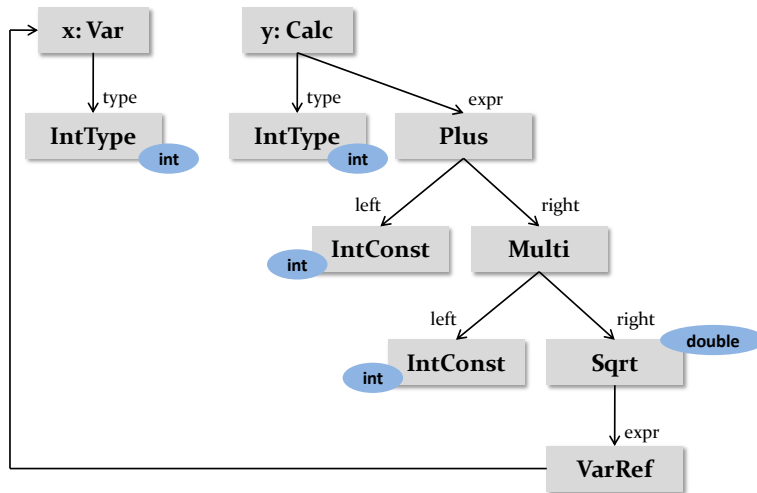 x: Var
y: Calc
type
type
expr
IntType
IntType
Plus
int
int
left
right
IntConst
Multi
int
left
right
double
IntConst
Sqrt
int
expr
VarRef